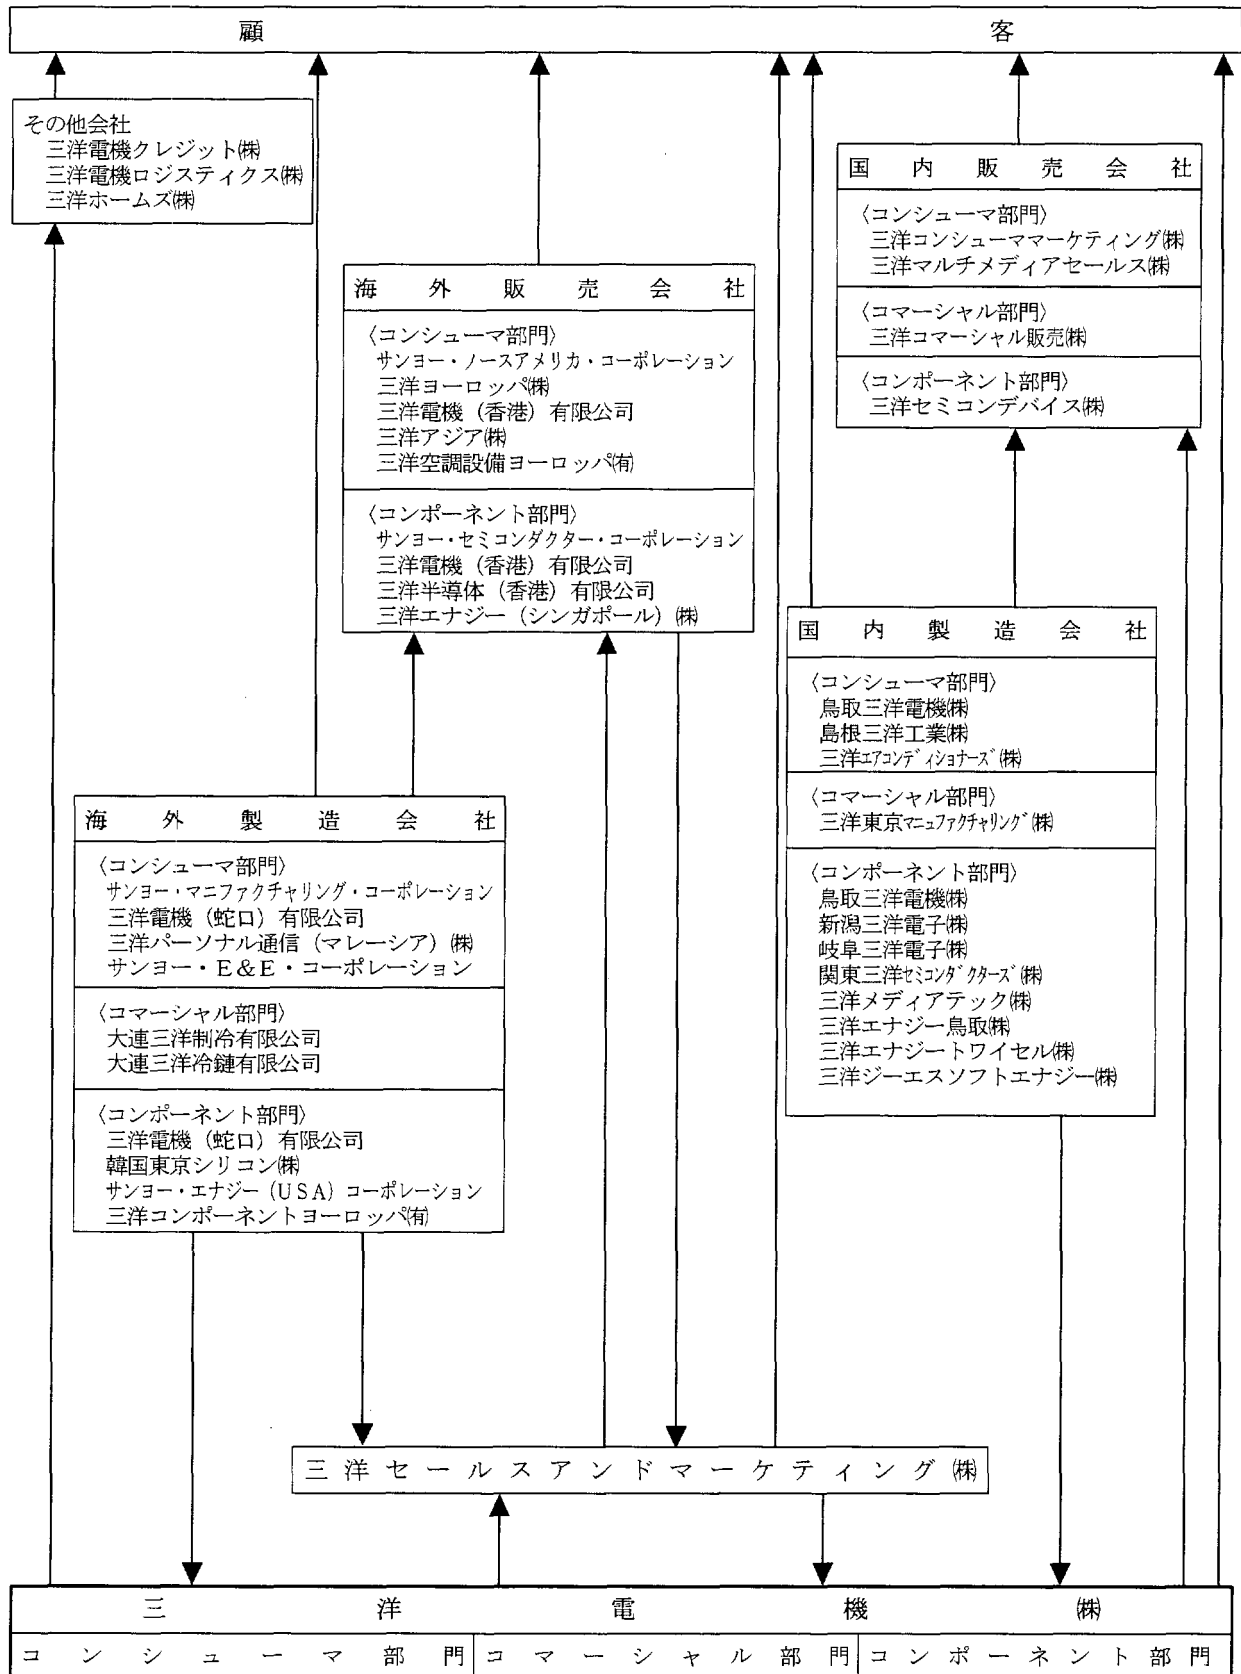 顧客
その他会社
三洋電機クレジット㈱
三洋電機ロジスティクス㈱
三洋ホームズ㈱
国内販売会社
〈コンシューマ部門〉
三洋コンシューママーケティング㈱
三洋マルチメディアセールス㈱
〈コマーシャル部門〉
三洋コマーシャル販売㈱
〈コンポーネント部門〉
三洋セミコンデバイス㈱
海外販売会社
〈コンシューマ部門〉
サンヨー・ノースアメリカ・コーポレーション
三洋ヨーロッパ㈱
三洋電機（香港）有限公司
三洋アジア㈱
三洋空調設備ヨーロッパ㈲
〈コンポーネント部門〉
サンヨー・セミコンダクター・コーポレーション
三洋電機（香港）有限公司
三洋半導体（香港）有限公司
三洋エナジー（シンガポール）㈱
国内製造会社
〈コンシューマ部門〉
鳥取三洋電機㈱
島根三洋工業㈱
三洋ｴｱｺﾝﾃﾞｨｼｮﾅｰｽﾞ㈱
〈コマーシャル部門〉
三洋東京ﾏﾆｭﾌｧｸﾁｬﾘﾝｸﾞ㈱
〈コンポーネント部門〉
鳥取三洋電機㈱
新潟三洋電子㈱
岐阜三洋電子㈱
関東三洋ｾﾐｺﾝﾀﾞｸﾀｰｽﾞ㈱
三洋メディアテック㈱
三洋エナジー鳥取㈱
三洋エナジートワイセル㈱
三洋ジーエスソフトエナジー㈱
海外製造会社
〈コンシューマ部門〉
サンヨー・マニファクチャリング・コーポレーション
三洋電機（蛇口）有限公司
三洋パーソナル通信（マレーシア）㈱
サンヨー・Ｅ＆Ｅ・コーポレーション
〈コマーシャル部門〉
大連三洋制冷有限公司
大連三洋冷鏈有限公司
〈コンポーネント部門〉
三洋電機（蛇口）有限公司
韓国東京シリコン㈱
サンヨー・エナジー（ＵＳＡ）コーポレーション
三洋コンポーネントヨーロッパ㈲
三洋セールスアンドマーケティング㈱
三洋電機㈱
コンシューマ部門
コマーシャル部門
コンポーネント部門